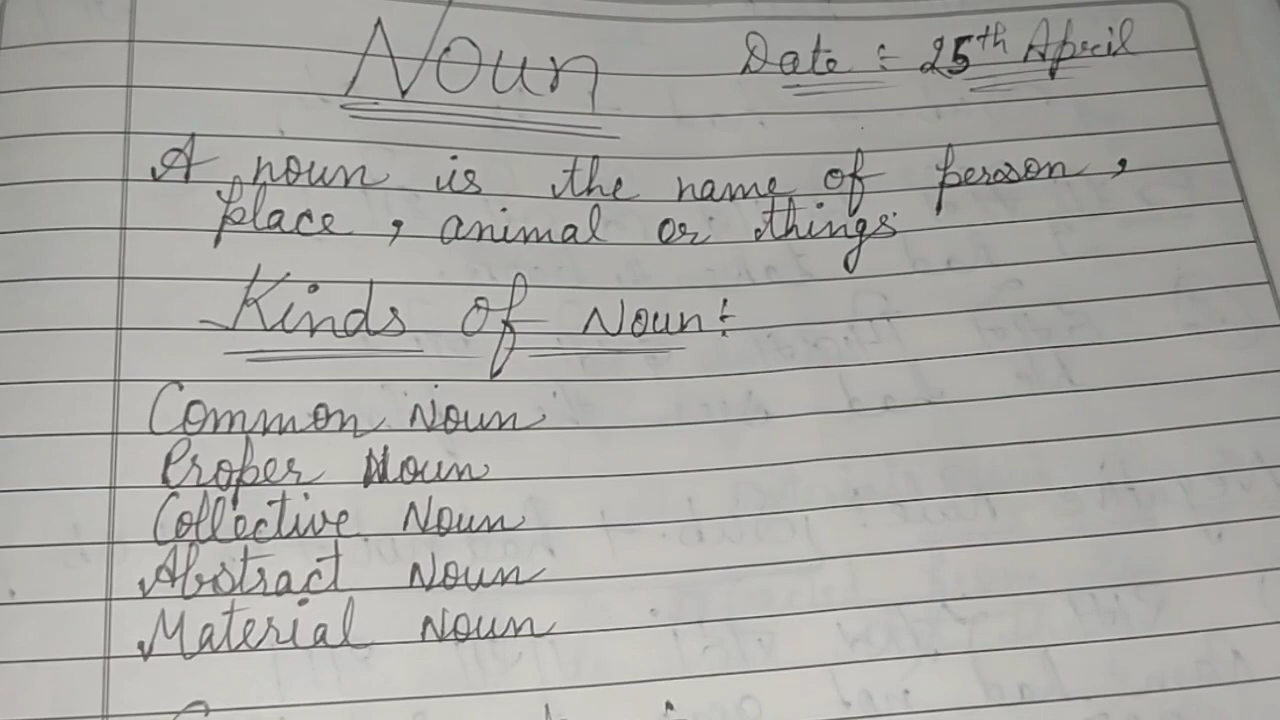 Noun Date : 25th April
A noun is the name of person,
place, animal or things.
Kinds of Noun:
Common Noun
Proper Noun
Collective Noun
Abstract Noun
Material Noun